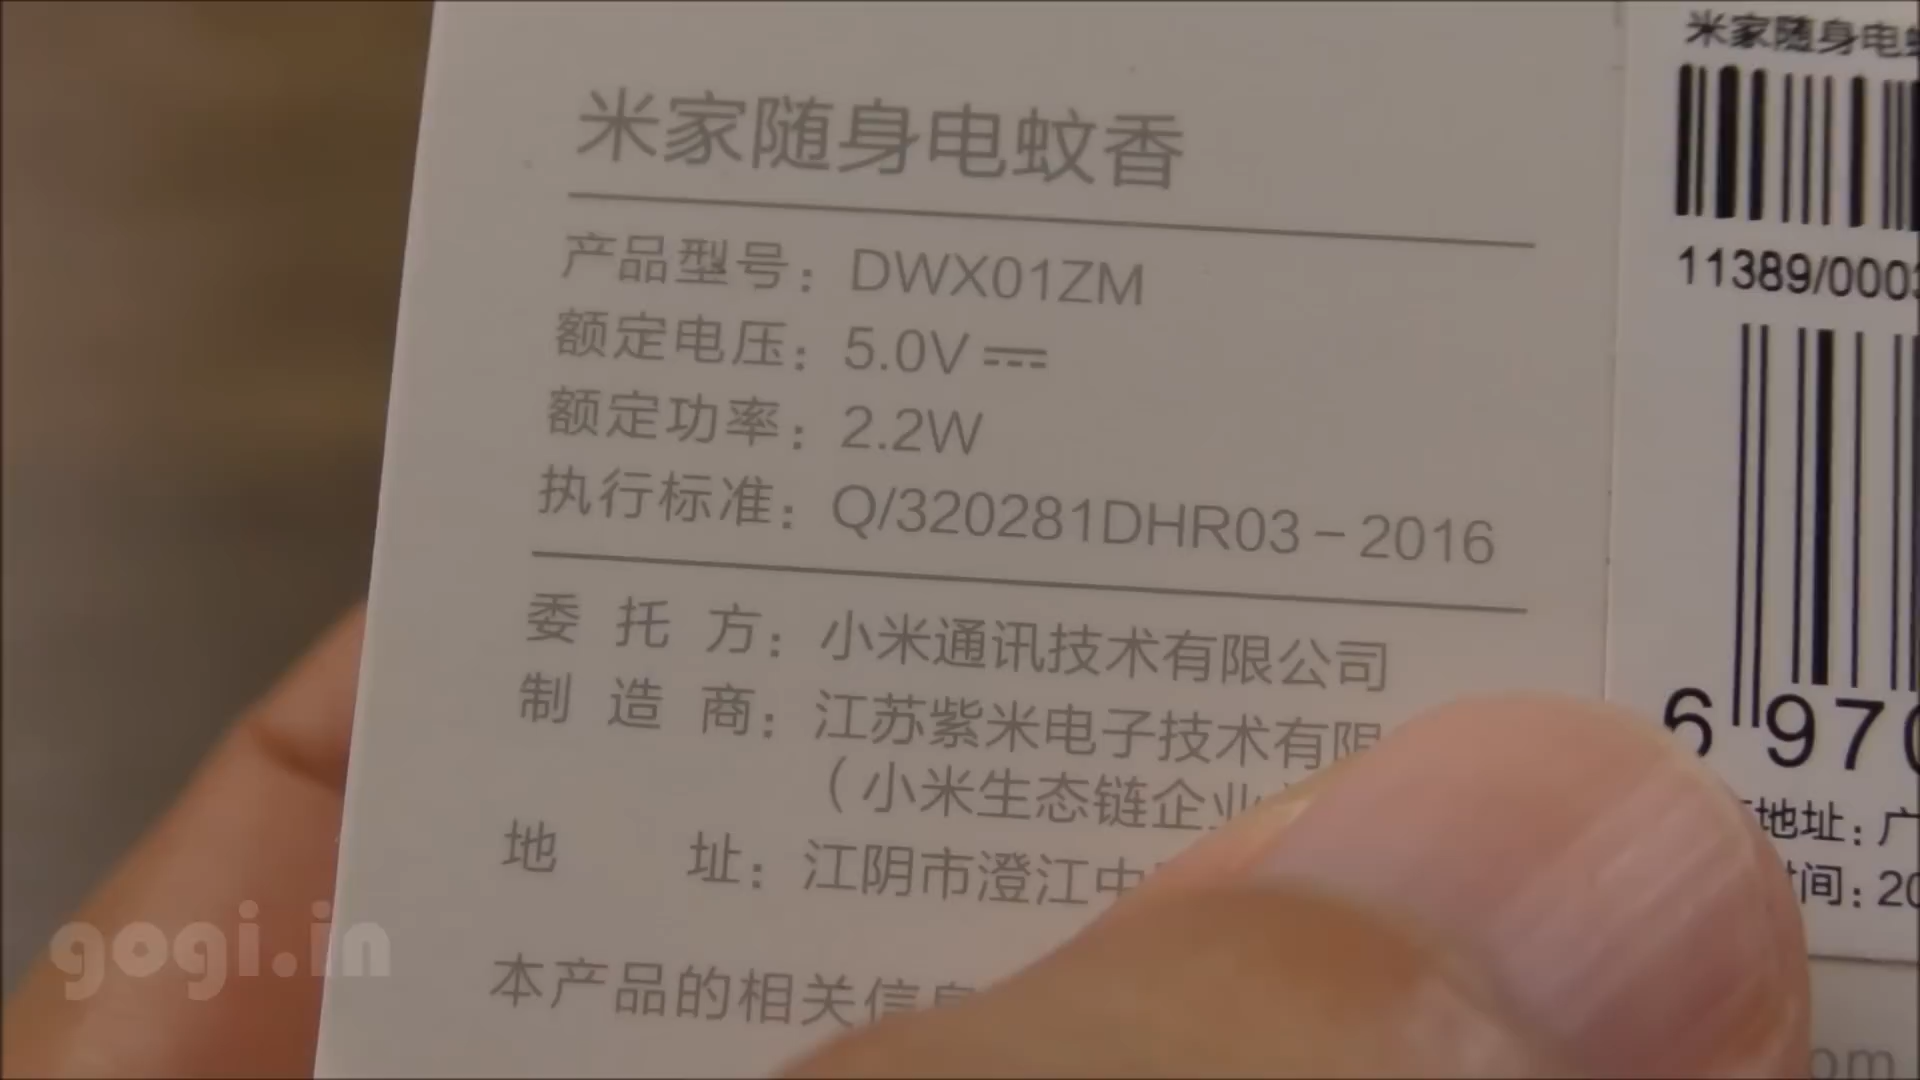 米家随身电蚊香
产品型号：DWX01ZM
额定电压：5.0V ⎓
额定功率：2.2W
执行标准：Q/320281DHR03－2016
委托方：小米通讯技术有限公司
制造商：江苏紫米电子技术有限
（小米生态链企业
地址：江阴市澄江中
本产品的相关信息
米家随身电
11389/000
6 97
地址：广
间：20
om
gogi.in